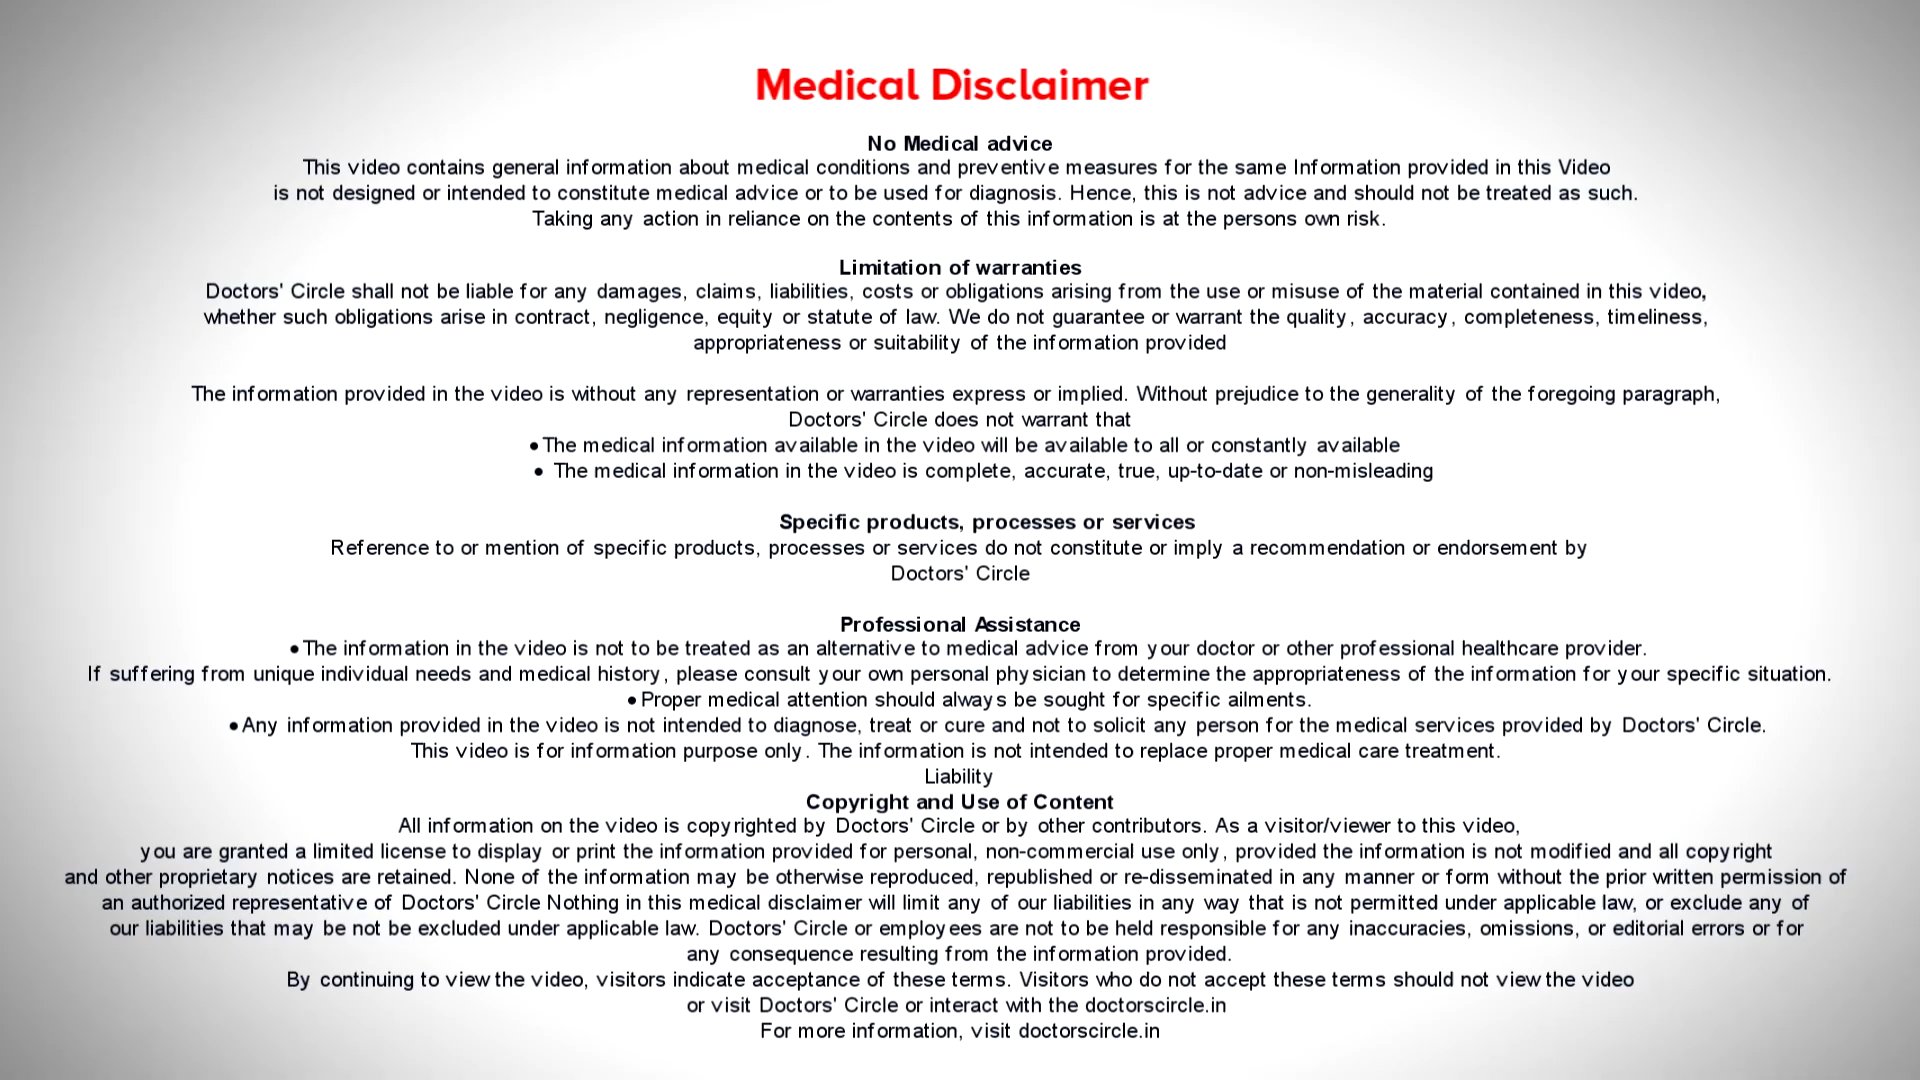 Medical Disclaimer
No Medical advice
This video contains general information about medical conditions and preventive measures for the same Information provided in this Video
is not designed or intended to constitute medical advice or to be used for diagnosis. Hence, this is not advice and should not be treated as such.
Taking any action in reliance on the contents of this information is at the persons own risk.
Limitation of warranties
Doctors' Circle shall not be liable for any damages, claims, liabilities, costs or obligations arising from the use or misuse of the material contained in this video,
whether such obligations arise in contract, negligence, equity or statute of law. We do not guarantee or warrant the quality, accuracy, completeness, timeliness,
appropriateness or suitability of the information provided
The information provided in the video is without any representation or warranties express or implied. Without prejudice to the generality of the foregoing paragraph,
Doctors' Circle does not warrant that
• The medical information available in the video will be available to all or constantly available
• The medical information in the video is complete, accurate, true, up-to-date or non-misleading
Specific products, processes or services
Reference to or mention of specific products, processes or services do not constitute or imply a recommendation or endorsement by
Doctors' Circle
Professional Assistance
• The information in the video is not to be treated as an alternative to medical advice from your doctor or other professional healthcare provider.
If suffering from unique individual needs and medical history, please consult your own personal physician to determine the appropriateness of the information for your specific situation.
• Proper medical attention should always be sought for specific ailments.
• Any information provided in the video is not intended to diagnose, treat or cure and not to solicit any person for the medical services provided by Doctors' Circle.
This video is for information purpose only. The information is not intended to replace proper medical care treatment.
Liability
Copyright and Use of Content
All information on the video is copyrighted by Doctors' Circle or by other contributors. As a visitor/viewer to this video,
you are granted a limited license to display or print the information provided for personal, non-commercial use only, provided the information is not modified and all copyright
and other proprietary notices are retained. None of the information may be otherwise reproduced, republished or re-disseminated in any manner or form without the prior written permission of
an authorized representative of Doctors' Circle Nothing in this medical disclaimer will limit any of our liabilities in any way that is not permitted under applicable law, or exclude any of
our liabilities that may be not be excluded under applicable law. Doctors' Circle or employees are not to be held responsible for any inaccuracies, omissions, or editorial errors or for
any consequence resulting from the information provided.
By continuing to view the video, visitors indicate acceptance of these terms. Visitors who do not accept these terms should not view the video
or visit Doctors' Circle or interact with the doctorscircle.in
For more information, visit doctorscircle.in